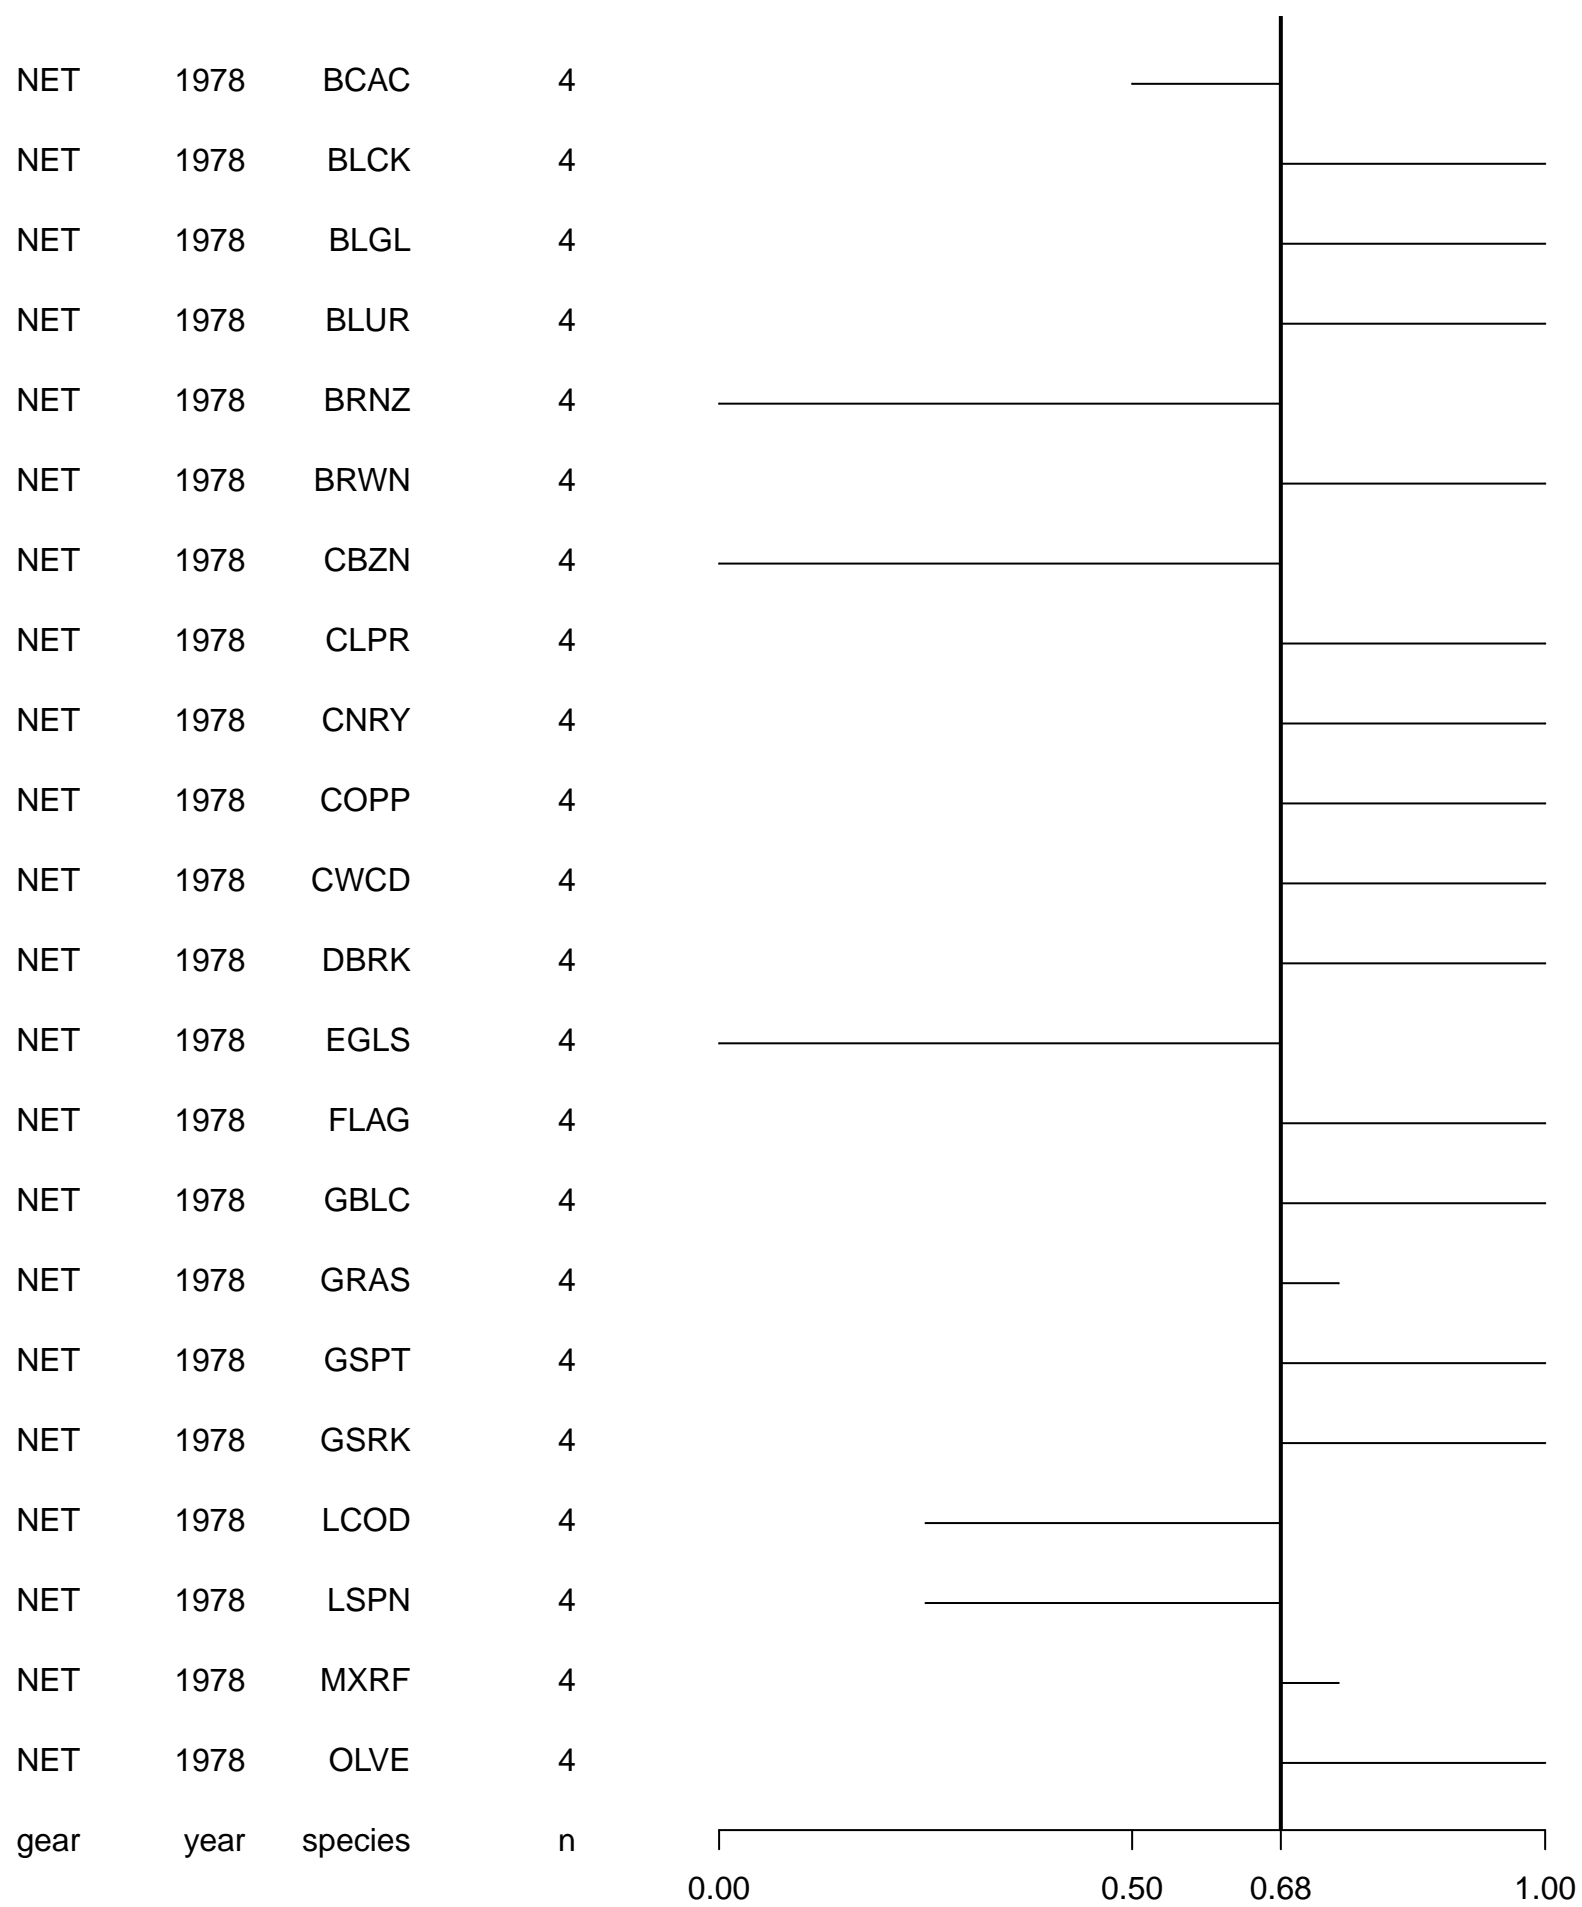 NET 1978 BCAC 4
NET 1978 BLCK 4
NET 1978 BLGL 4
NET 1978 BLUR 4
NET 1978 BRNZ 4
NET 1978 BRWN 4
NET 1978 CBZN 4
NET 1978 CLPR 4
NET 1978 CNRY 4
NET 1978 COPP 4
NET 1978 CWCD 4
NET 1978 DBRK 4
NET 1978 EGLS 4
NET 1978 FLAG 4
NET 1978 GBLC 4
NET 1978 GRAS 4
NET 1978 GSPT 4
NET 1978 GSRK 4
NET 1978 LCOD 4
NET 1978 LSPN 4
NET 1978 MXRF 4
NET 1978 OLVE 4
gear year species n
0.00 0.50 0.68 1.00